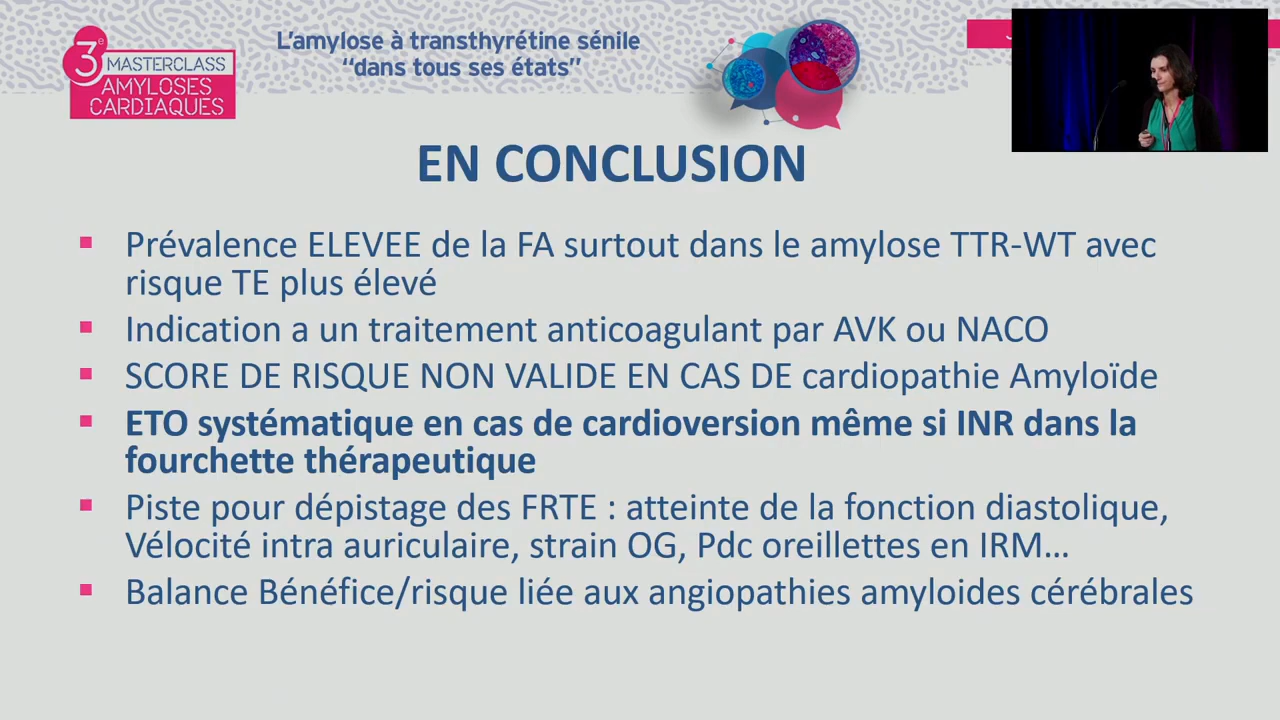 3e MASTERCLASS
AMYLOSES
CARDIAQUES
L'amylose à transthyrétine sénile
“dans tous ses états”
EN CONCLUSION
Prévalence ELEVEE de la FA surtout dans le amylose TTR-WT avec
risque TE plus élevé
Indication a un traitement anticoagulant par AVK ou NACO
SCORE DE RISQUE NON VALIDE EN CAS DE cardiopathie Amyloïde
ETO systématique en cas de cardioversion même si INR dans la
fourchette thérapeutique
Piste pour dépistage des FRTE : atteinte de la fonction diastolique,
Vélocité intra auriculaire, strain OG, Pdc oreillettes en IRM...
Balance Bénéfice/risque liée aux angiopathies amyloides cérébrales